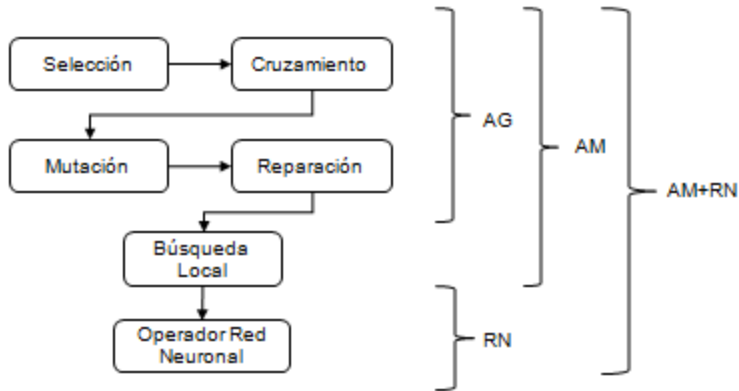 Selección
Cruzamiento
AG
AM
Mutación
Reparación
AM+RN
Búsqueda
Local
Operador Red
Neuronal
RN